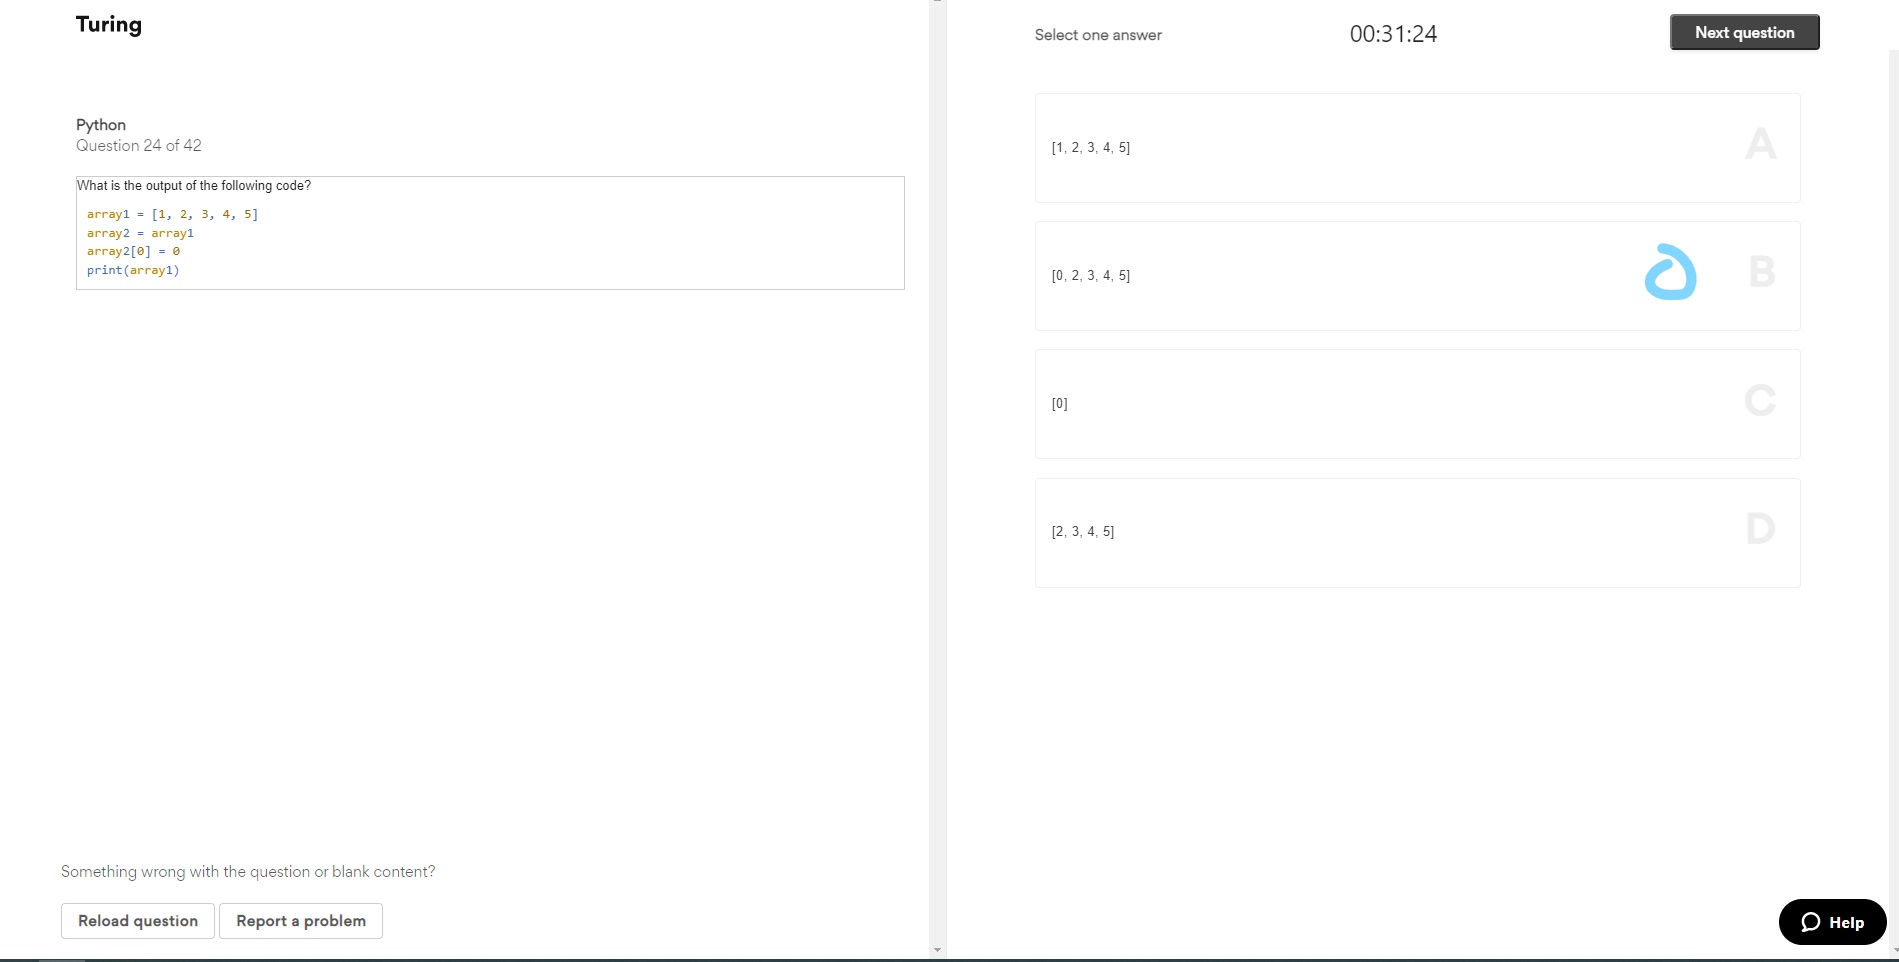 Turing
Python
Question 24 of 42
What is the output of the following code?
array1 = [1, 2, 3, 4, 5]
array2 = array1
array2[0] = 0
print(array1)
Something wrong with the question or blank content?
Reload question
Report a problem
Select one answer
00:31:24
Next question
[1, 2, 3, 4, 5]
A
[0, 2, 3, 4, 5]
B
[0]
C
[2, 3, 4, 5]
D
Help